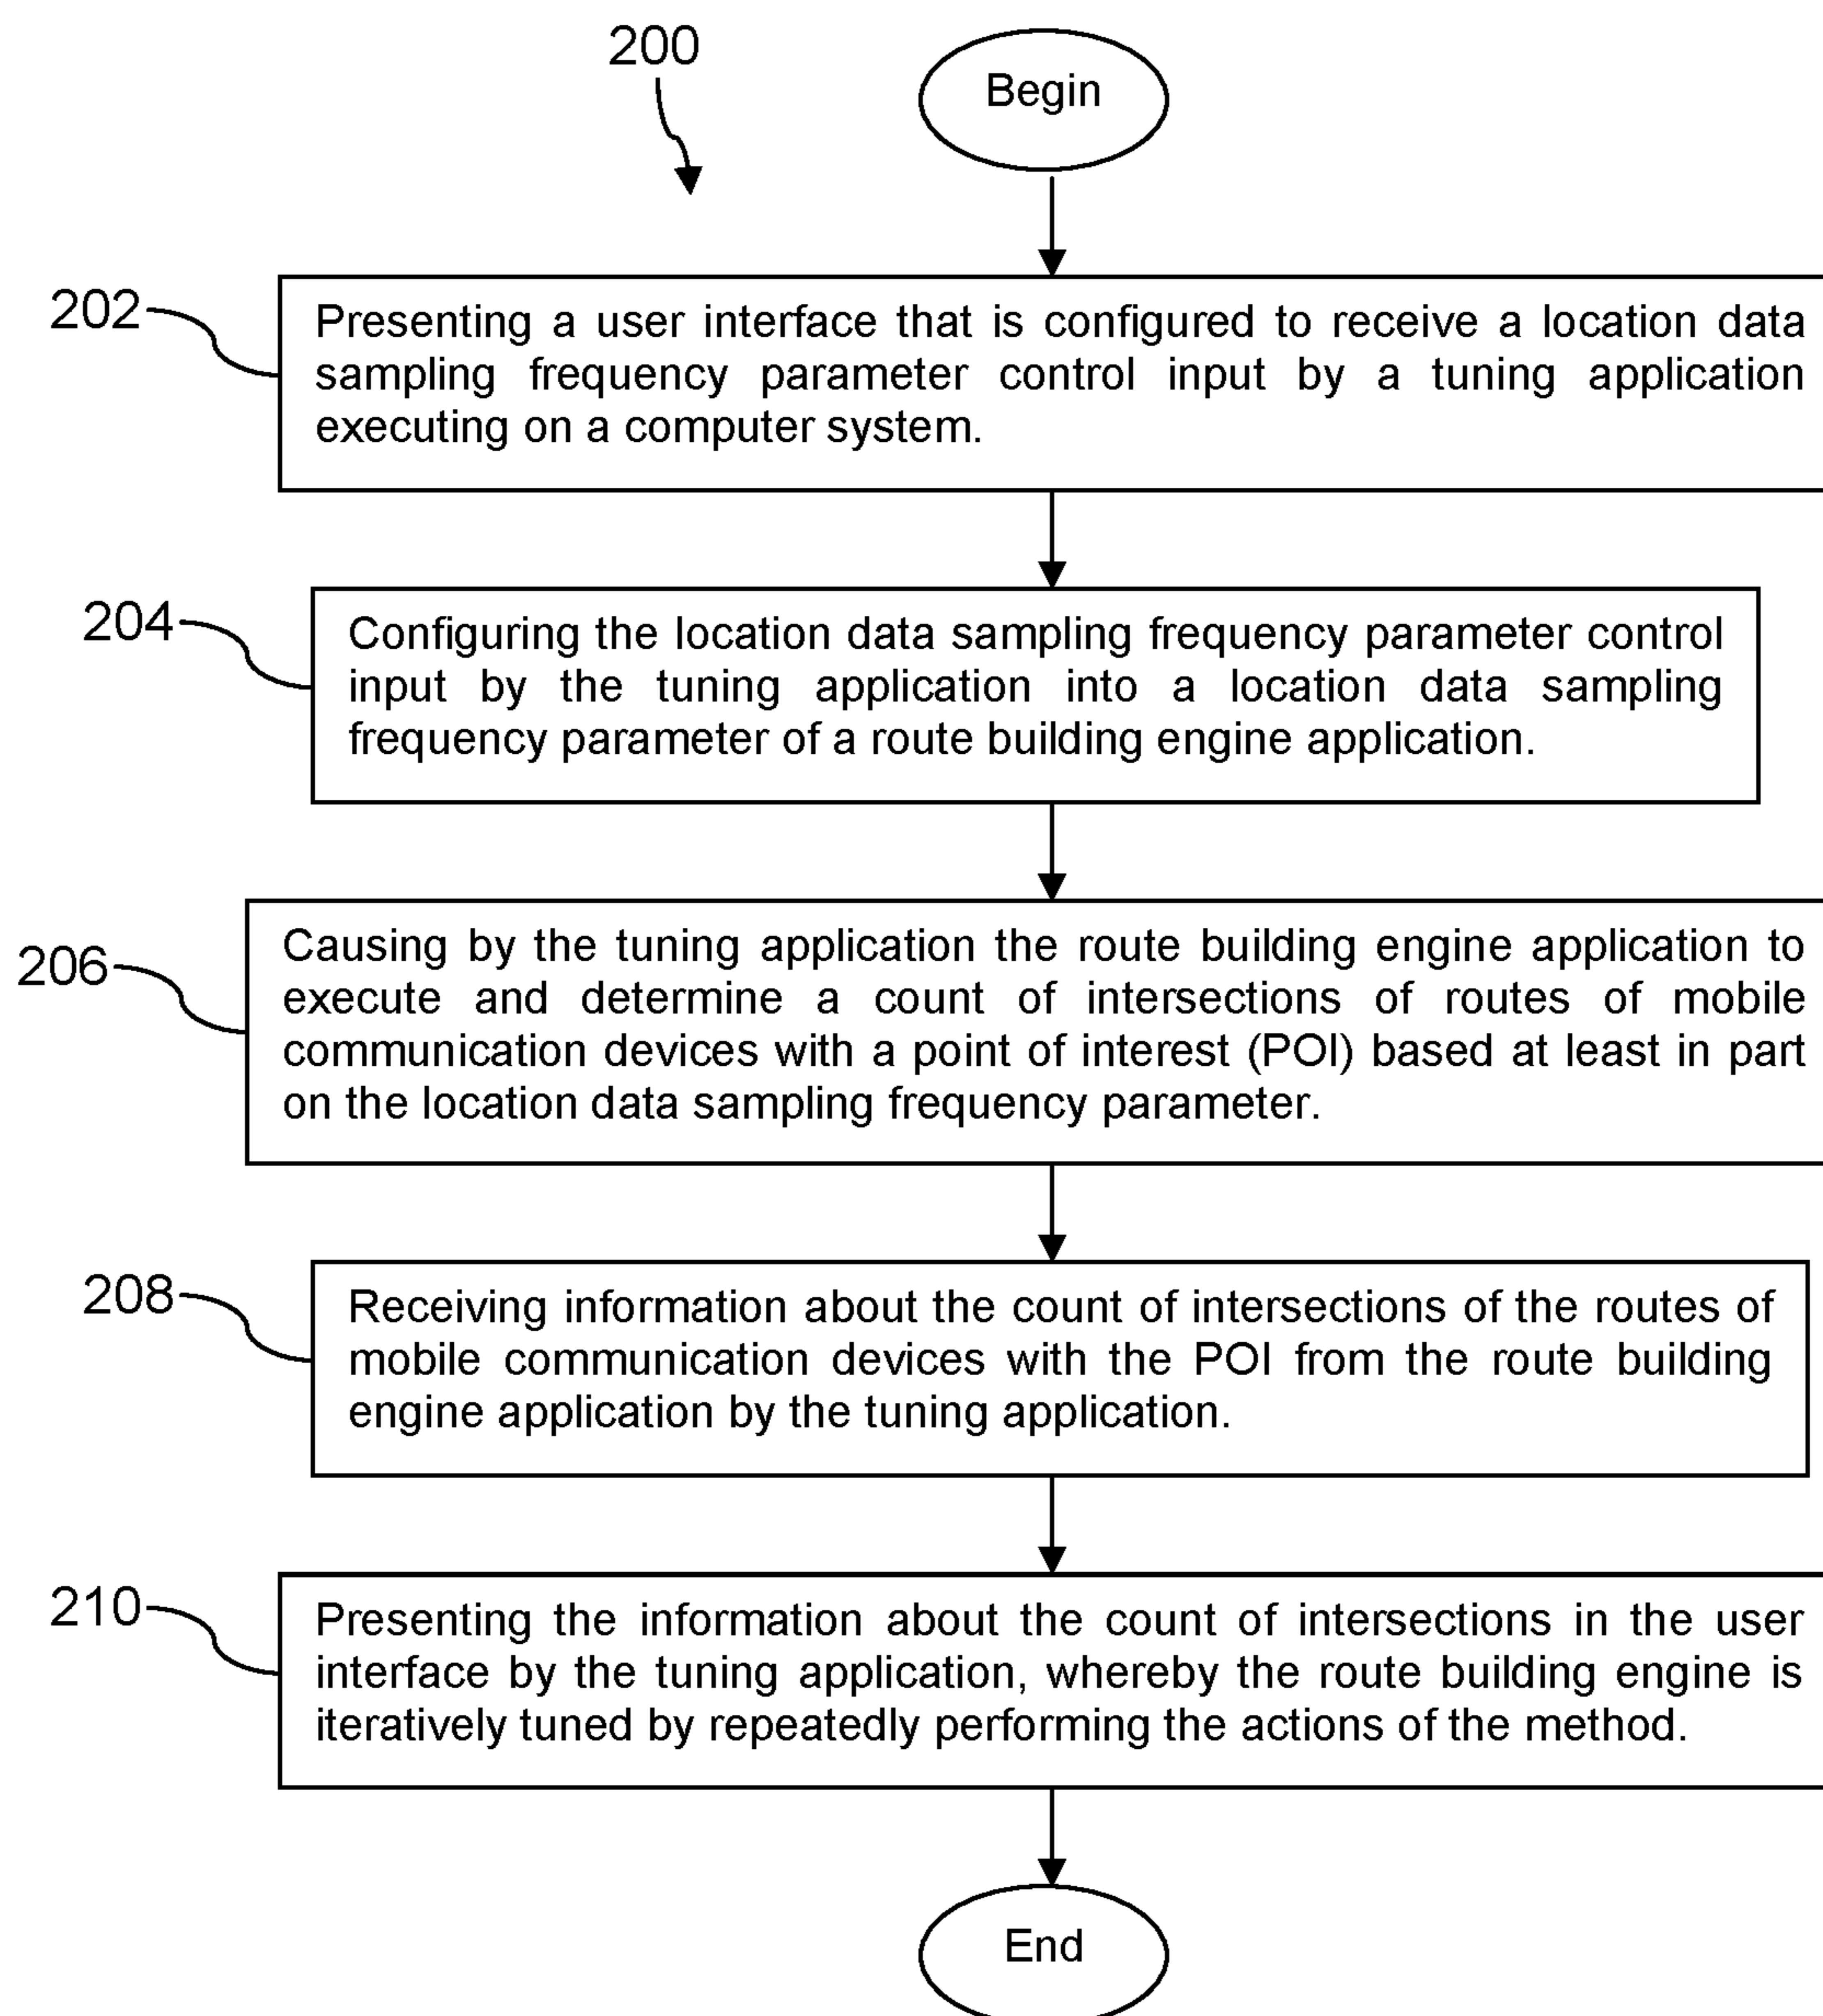 200
Begin
202
Presenting a user interface that is configured to receive a location data
sampling frequency parameter control input by a tuning application
executing on a computer system.
204
Configuring the location data sampling frequency parameter control
input by the tuning application into a location data sampling
frequency parameter of a route building engine application.
206
Causing by the tuning application the route building engine application to
execute and determine a count of intersections of routes of mobile
communication devices with a point of interest (POI) based at least in part
on the location data sampling frequency parameter.
208
Receiving information about the count of intersections of the routes of
mobile communication devices with the POI from the route building
engine application by the tuning application.
210
Presenting the information about the count of intersections in the user
interface by the tuning application, whereby the route building engine is
iteratively tuned by repeatedly performing the actions of the method.
End